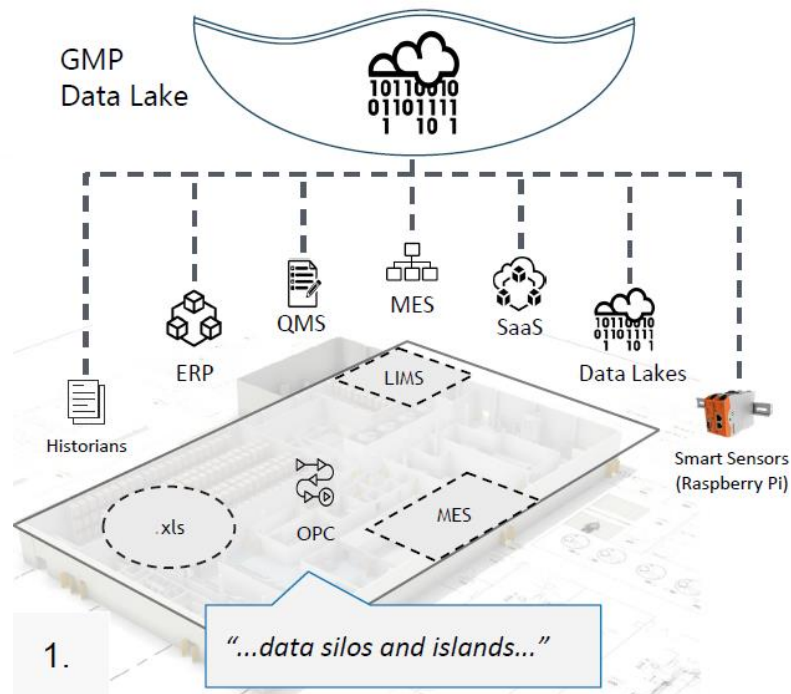 GMP
Data Lake
10110010
01101111
1 10 1
MES
QMS
SaaS
ERP
10110010
01101111
1 10 1
Data Lakes
LIMS
Historians
Smart Sensors
(Raspberry Pi)
.xls
OPC
MES
1.
“...data silos and islands...”